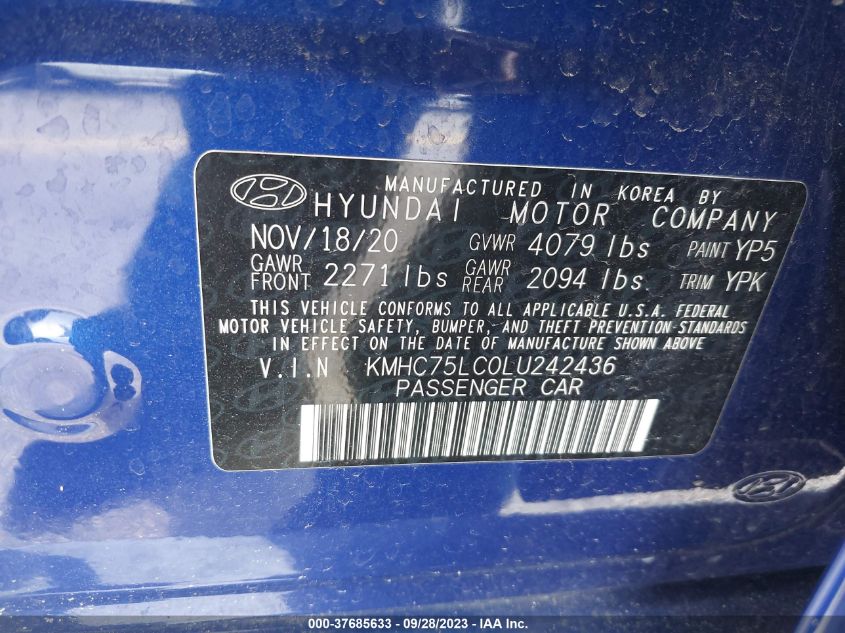 MANUFACTURED IN KOREA BY
HYUNDAI MOTOR COMPANY
NOV/18/20 GVWR 4079 lbs PAINT YP5
GAWR FRONT 2271 lbs GAWR REAR 2094 lbs. TRIM YPK
THIS VEHICLE CONFORMS TO ALL APPLICABLE U.S.A. FEDERAL
MOTOR VEHICLE SAFETY, BUMPER, AND THEFT PREVENTION STANDARDS
IN EFFECT ON THE DATE OF MANUFACTURE SHOWN ABOVE
V.I.N KMHC75LC0LU242436
PASSENGER CAR
000-37685633 - 09/28/2023 - IAA Inc.